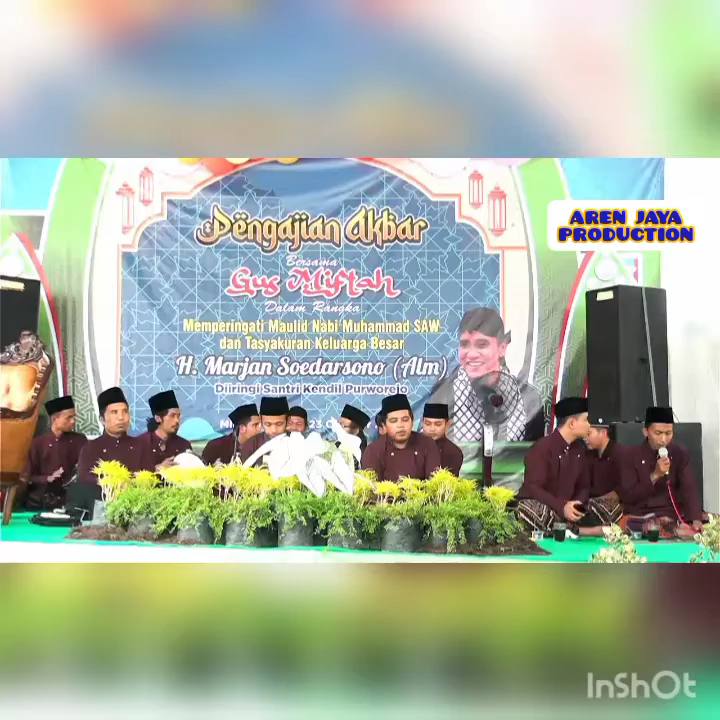 AREN JAYA
PRODUCTION
Pengajian Akbar
Bersama
Gus Miftah
Dalam Rangka
Memperingati Maulid Nabi Muhammad SAW
dan Tasyakuran Keluarga Besar
H. Marjan Soedarsono (Alm)
Diiringi Santri Kendil Purworejo
23
InShOt